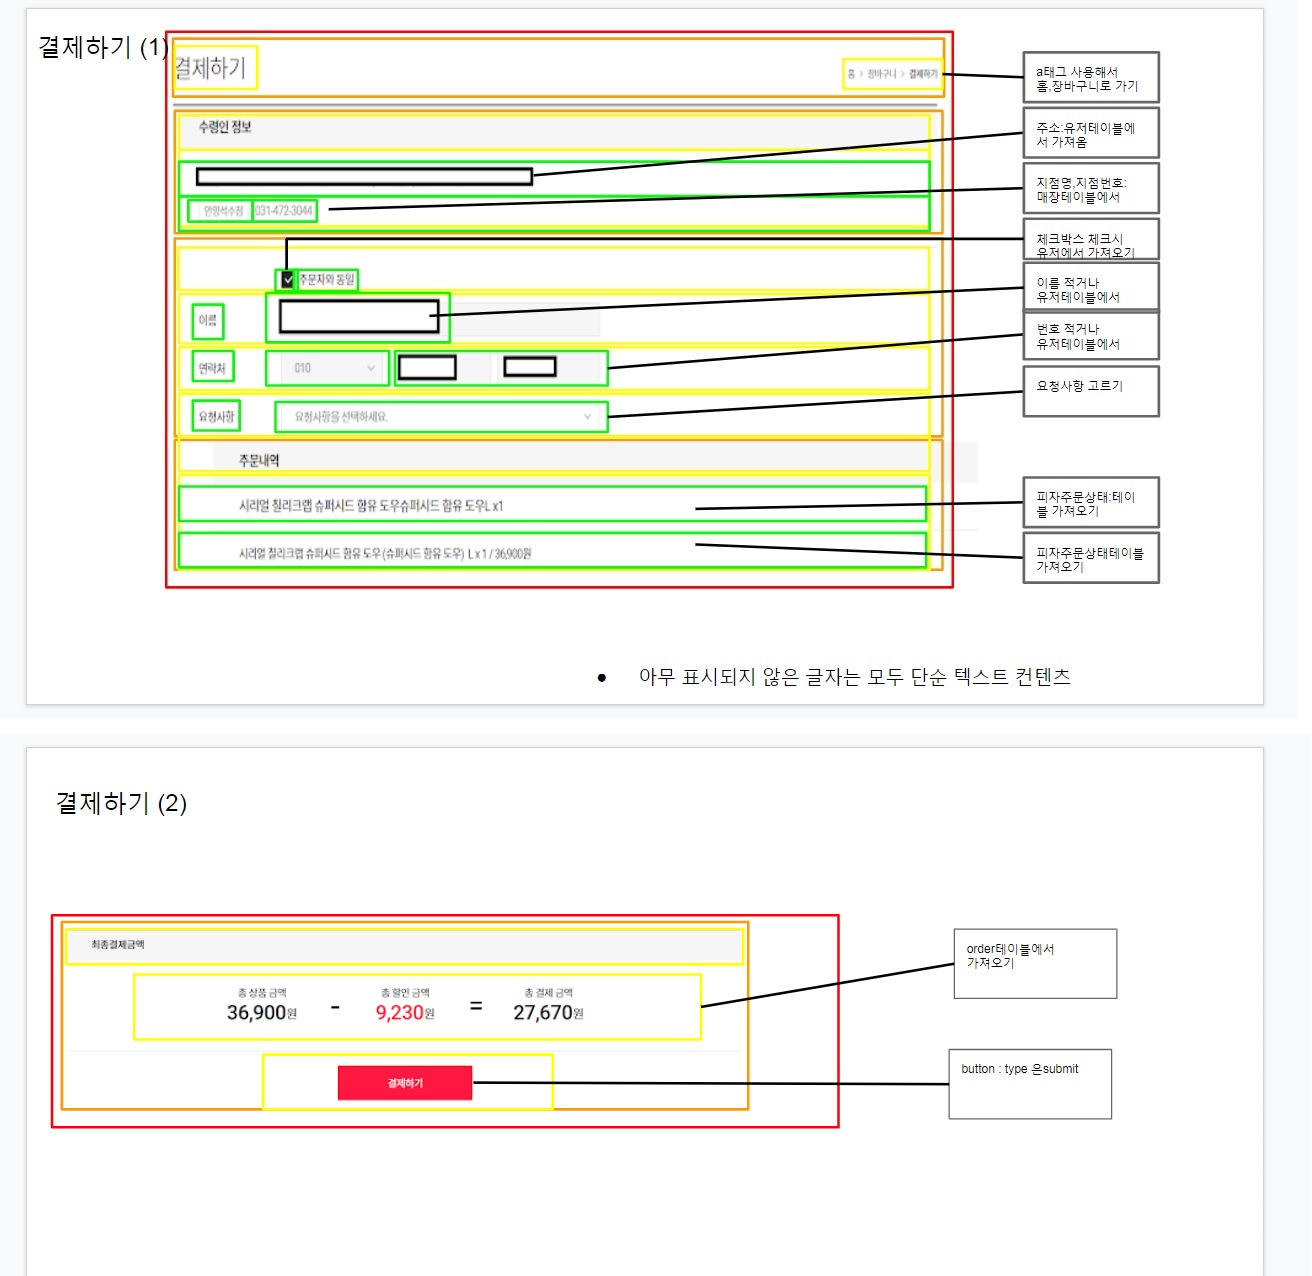 결제하기 (1)
결제하기
홈 > 장바구니 > 결제하기
a태그 사용해서
홈,장바구니로 가기
수령인 정보
주소:유저테이블에
서 가져옴
안양석수점 031-472-3044
지점명,지점번호:
매장테이블에서
체크박스 체크시
유저에서 가져오기
주문자와 동일
이름
이름 적거나
유저테이블에서
연락처 010
번호 적거나
유저테이블에서
요청사항 요청사항을 선택하세요.
요청사항 고르기
주문내역
시리얼 칠리크랩 슈퍼시드 함유 도우슈퍼시드 함유 도우L x1
피자주문상태:테이
블 가져오기
시리얼 칠리크랩 슈퍼시드 함유 도우 (슈퍼시드 함유 도우) L x 1 / 36,900원
피자주문상태테이블
가져오기
● 아무 표시되지 않은 글자는 모두 단순 텍스트 컨텐츠
결제하기 (2)
최종결제금액
총 상품 금액 총 할인 금액 총 결제 금액
36,900원 - 9,230원 = 27,670원
order테이블에서
가져오기
결제하기
button : type 은submit